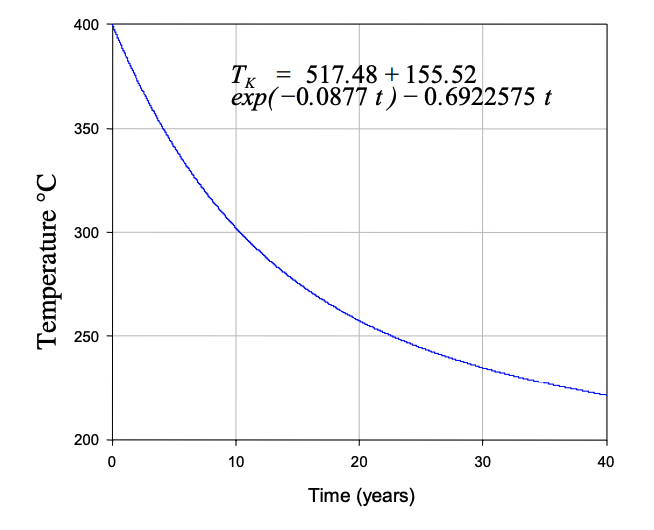 400
T_K = 517.48 + 155.52
exp(−0.0877 t) − 0.6922575 t
350
300
250
200
Temperature °C
0 10 20 30 40
Time (years)